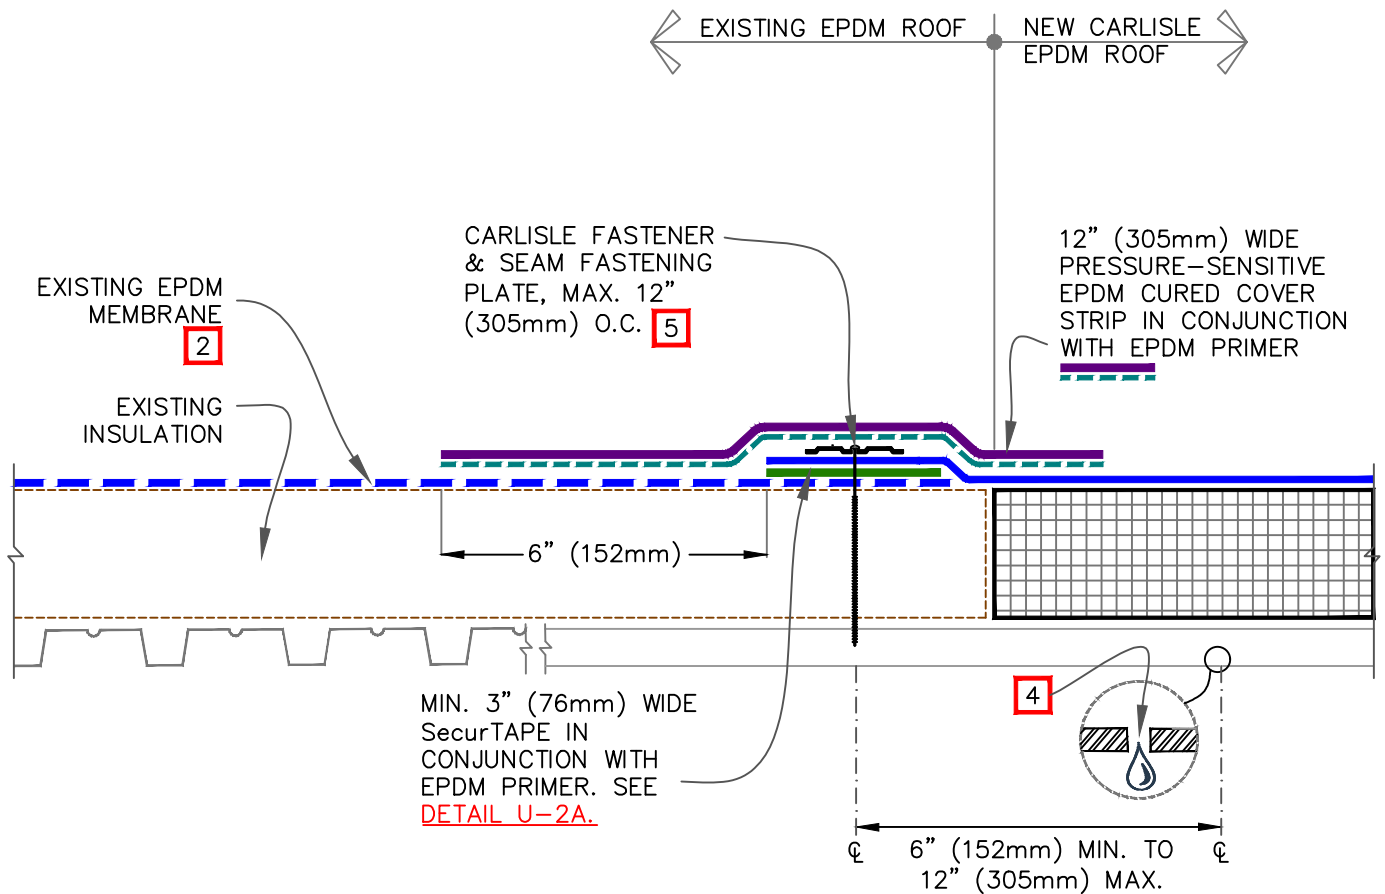 EXISTING EPDM ROOF
NEW CARLISLE
EPDM ROOF
CARLISLE FASTENER
& SEAM FASTENING
PLATE, MAX. 12”
(305mm) O.C. 5
12” (305mm) WIDE
PRESSURE–SENSITIVE
EPDM CURED COVER
STRIP IN CONJUNCTION
WITH EPDM PRIMER
EXISTING EPDM
MEMBRANE
2
EXISTING
INSULATION
6” (152mm)
MIN. 3” (76mm) WIDE
SecurTAPE IN
CONJUNCTION WITH
EPDM PRIMER. SEE
DETAIL U–2A.
4
℄ 6” (152mm) MIN. TO ℄
12” (305mm) MAX.